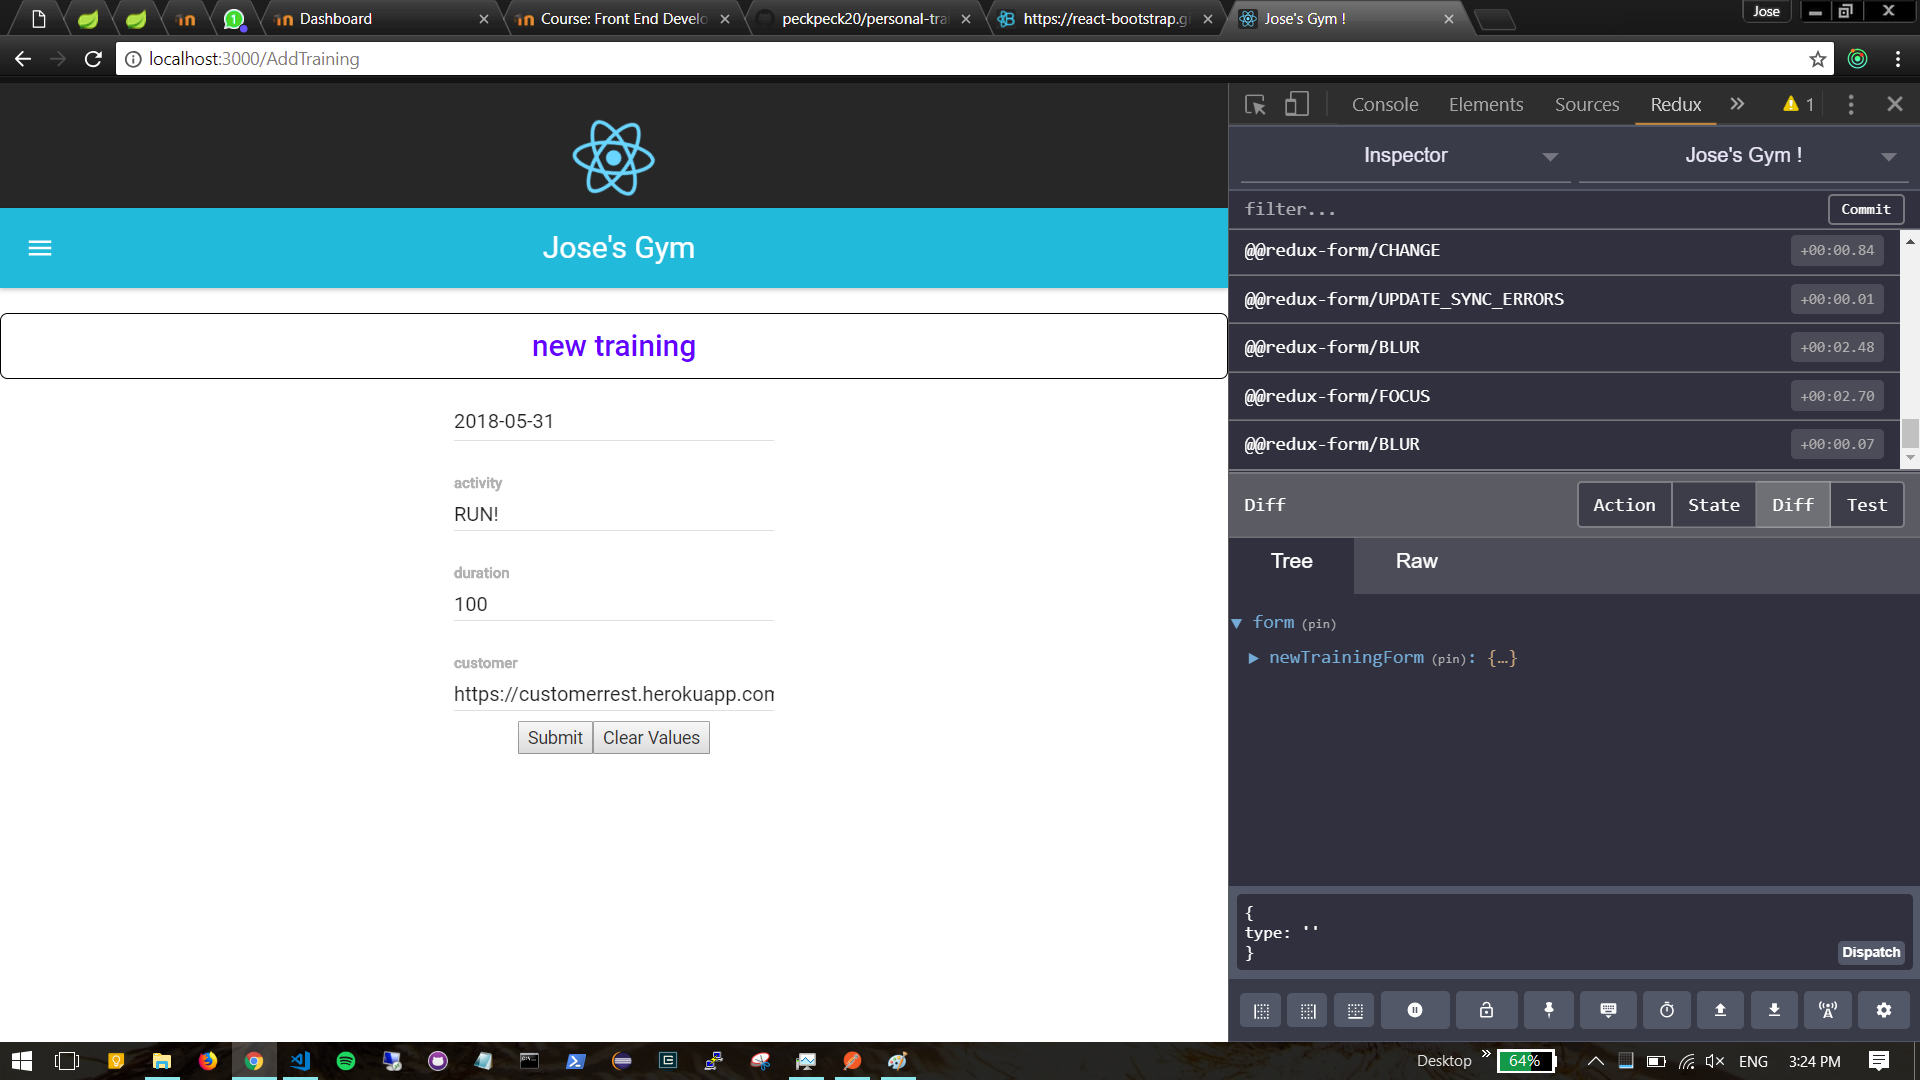 Dashboard
Course: Front End Develo
peckpeck20/personal-trai
https://react-bootstrap.gi
Jose's Gym !
Jose
localhost:3000/AddTraining
Jose's Gym
new training
2018-05-31
activity
RUN!
duration
100
customer
https://customerrest.herokuapp.com
Submit
Clear Values
Console
Elements
Sources
Redux
1
Inspector
Jose's Gym !
filter...
Commit
@@redux-form/CHANGE
+00:00.84
@@redux-form/UPDATE_SYNC_ERRORS
+00:00.01
@@redux-form/BLUR
+00:02.48
@@redux-form/FOCUS
+00:02.70
@@redux-form/BLUR
+00:00.07
Diff
Action
State
Diff
Test
Tree
Raw
form (pin)
newTrainingForm (pin): {…}
{
type: ''
}
Dispatch
Desktop
64%
ENG
3:24 PM